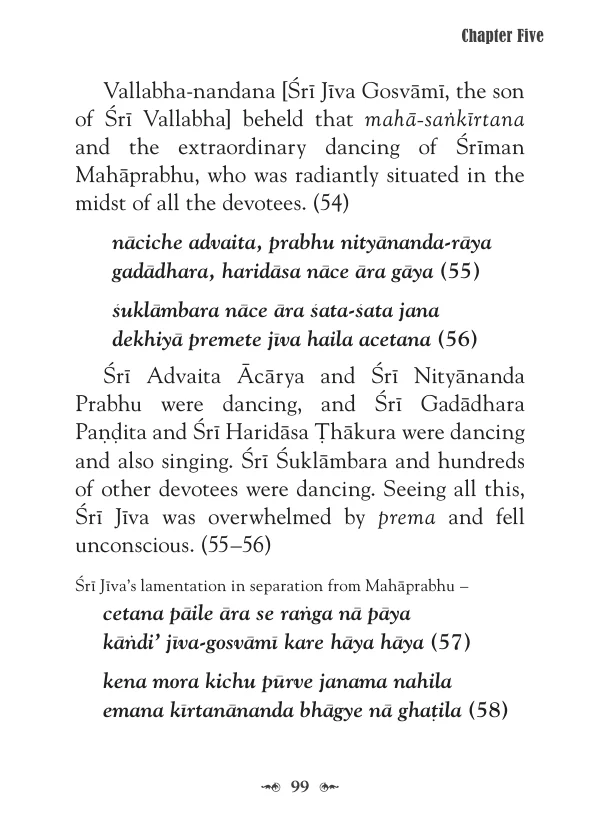 Chapter Five
Vallabha-nandana [Śrī Jīva Gosvāmī, the son
of Śrī Vallabha] beheld that mahā-saṅkīrtana
and the extraordinary dancing of Śrīman
Mahāprabhu, who was radiantly situated in the
midst of all the devotees. (54)
nāciche advaita, prabhu nityānanda-rāya
gadādhara, haridāsa nāce āra gāya (55)
śuklāmbara nāce āra śata-śata jana
dekhiyā premete jīva haila acetana (56)
Śrī Advaita Ācārya and Śrī Nityānanda
Prabhu were dancing, and Śrī Gadādhara
Paṇḍita and Śrī Haridāsa Ṭhākura were dancing
and also singing. Śrī Śuklāmbara and hundreds
of other devotees were dancing. Seeing all this,
Śrī Jīva was overwhelmed by prema and fell
unconscious. (55–56)
Śrī Jīva’s lamentation in separation from Mahāprabhu –
cetana pāile āra se raṅga nā pāya
kāṅdi’ jīva-gosvāmī kare hāya hāya (57)
kena mora kichu pūrve janama nahila
emana kīrtanānanda bhāgye nā ghaṭila (58)
99